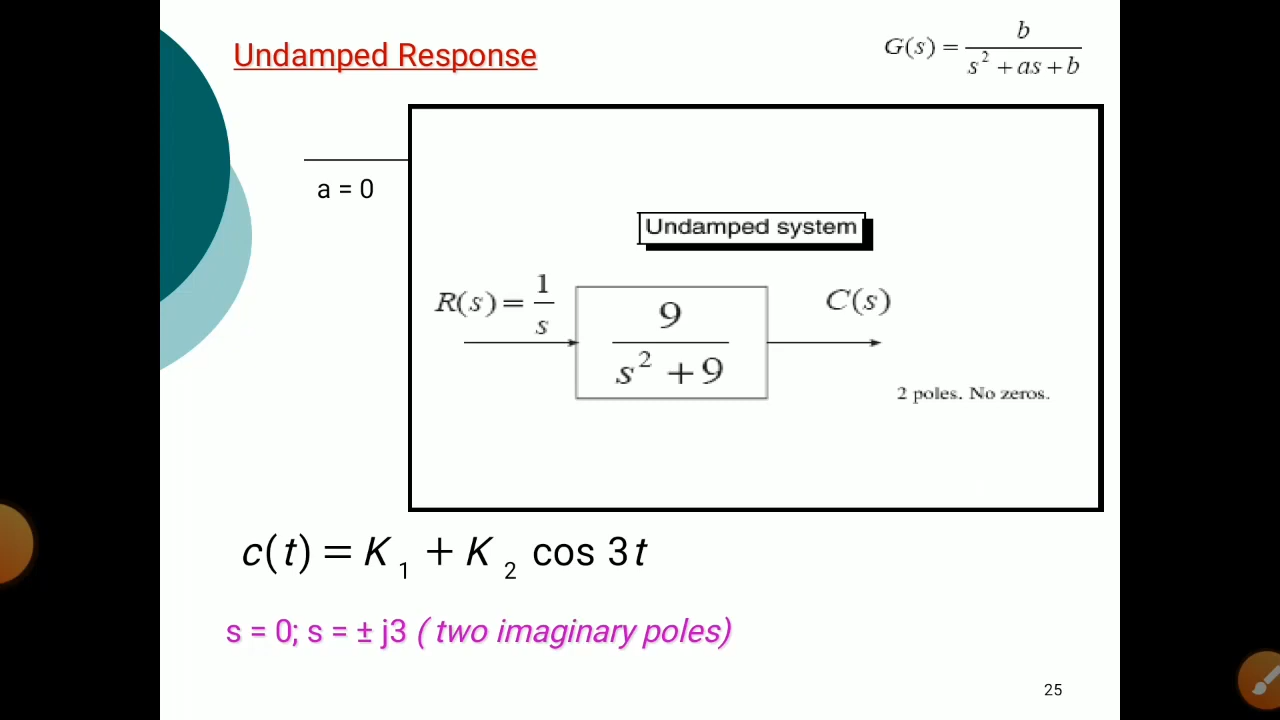 Undamped Response
G(s) = b / s² + as + b
a = 0
Undamped system
R(s) = 1 / s
9 / s² + 9
C(s)
2 poles. No zeros.
c(t) = K₁ + K₂ cos 3t
s = 0; s = ± j3 ( two imaginary poles)
25